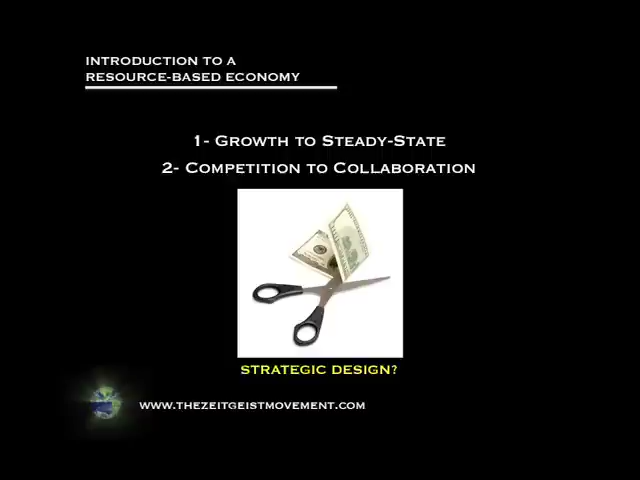 INTRODUCTION TO A
RESOURCE-BASED ECONOMY
1- GROWTH TO STEADY-STATE
2- COMPETITION TO COLLABORATION
STRATEGIC DESIGN?
WWW.THEZEITGEISTMOVEMENT.COM